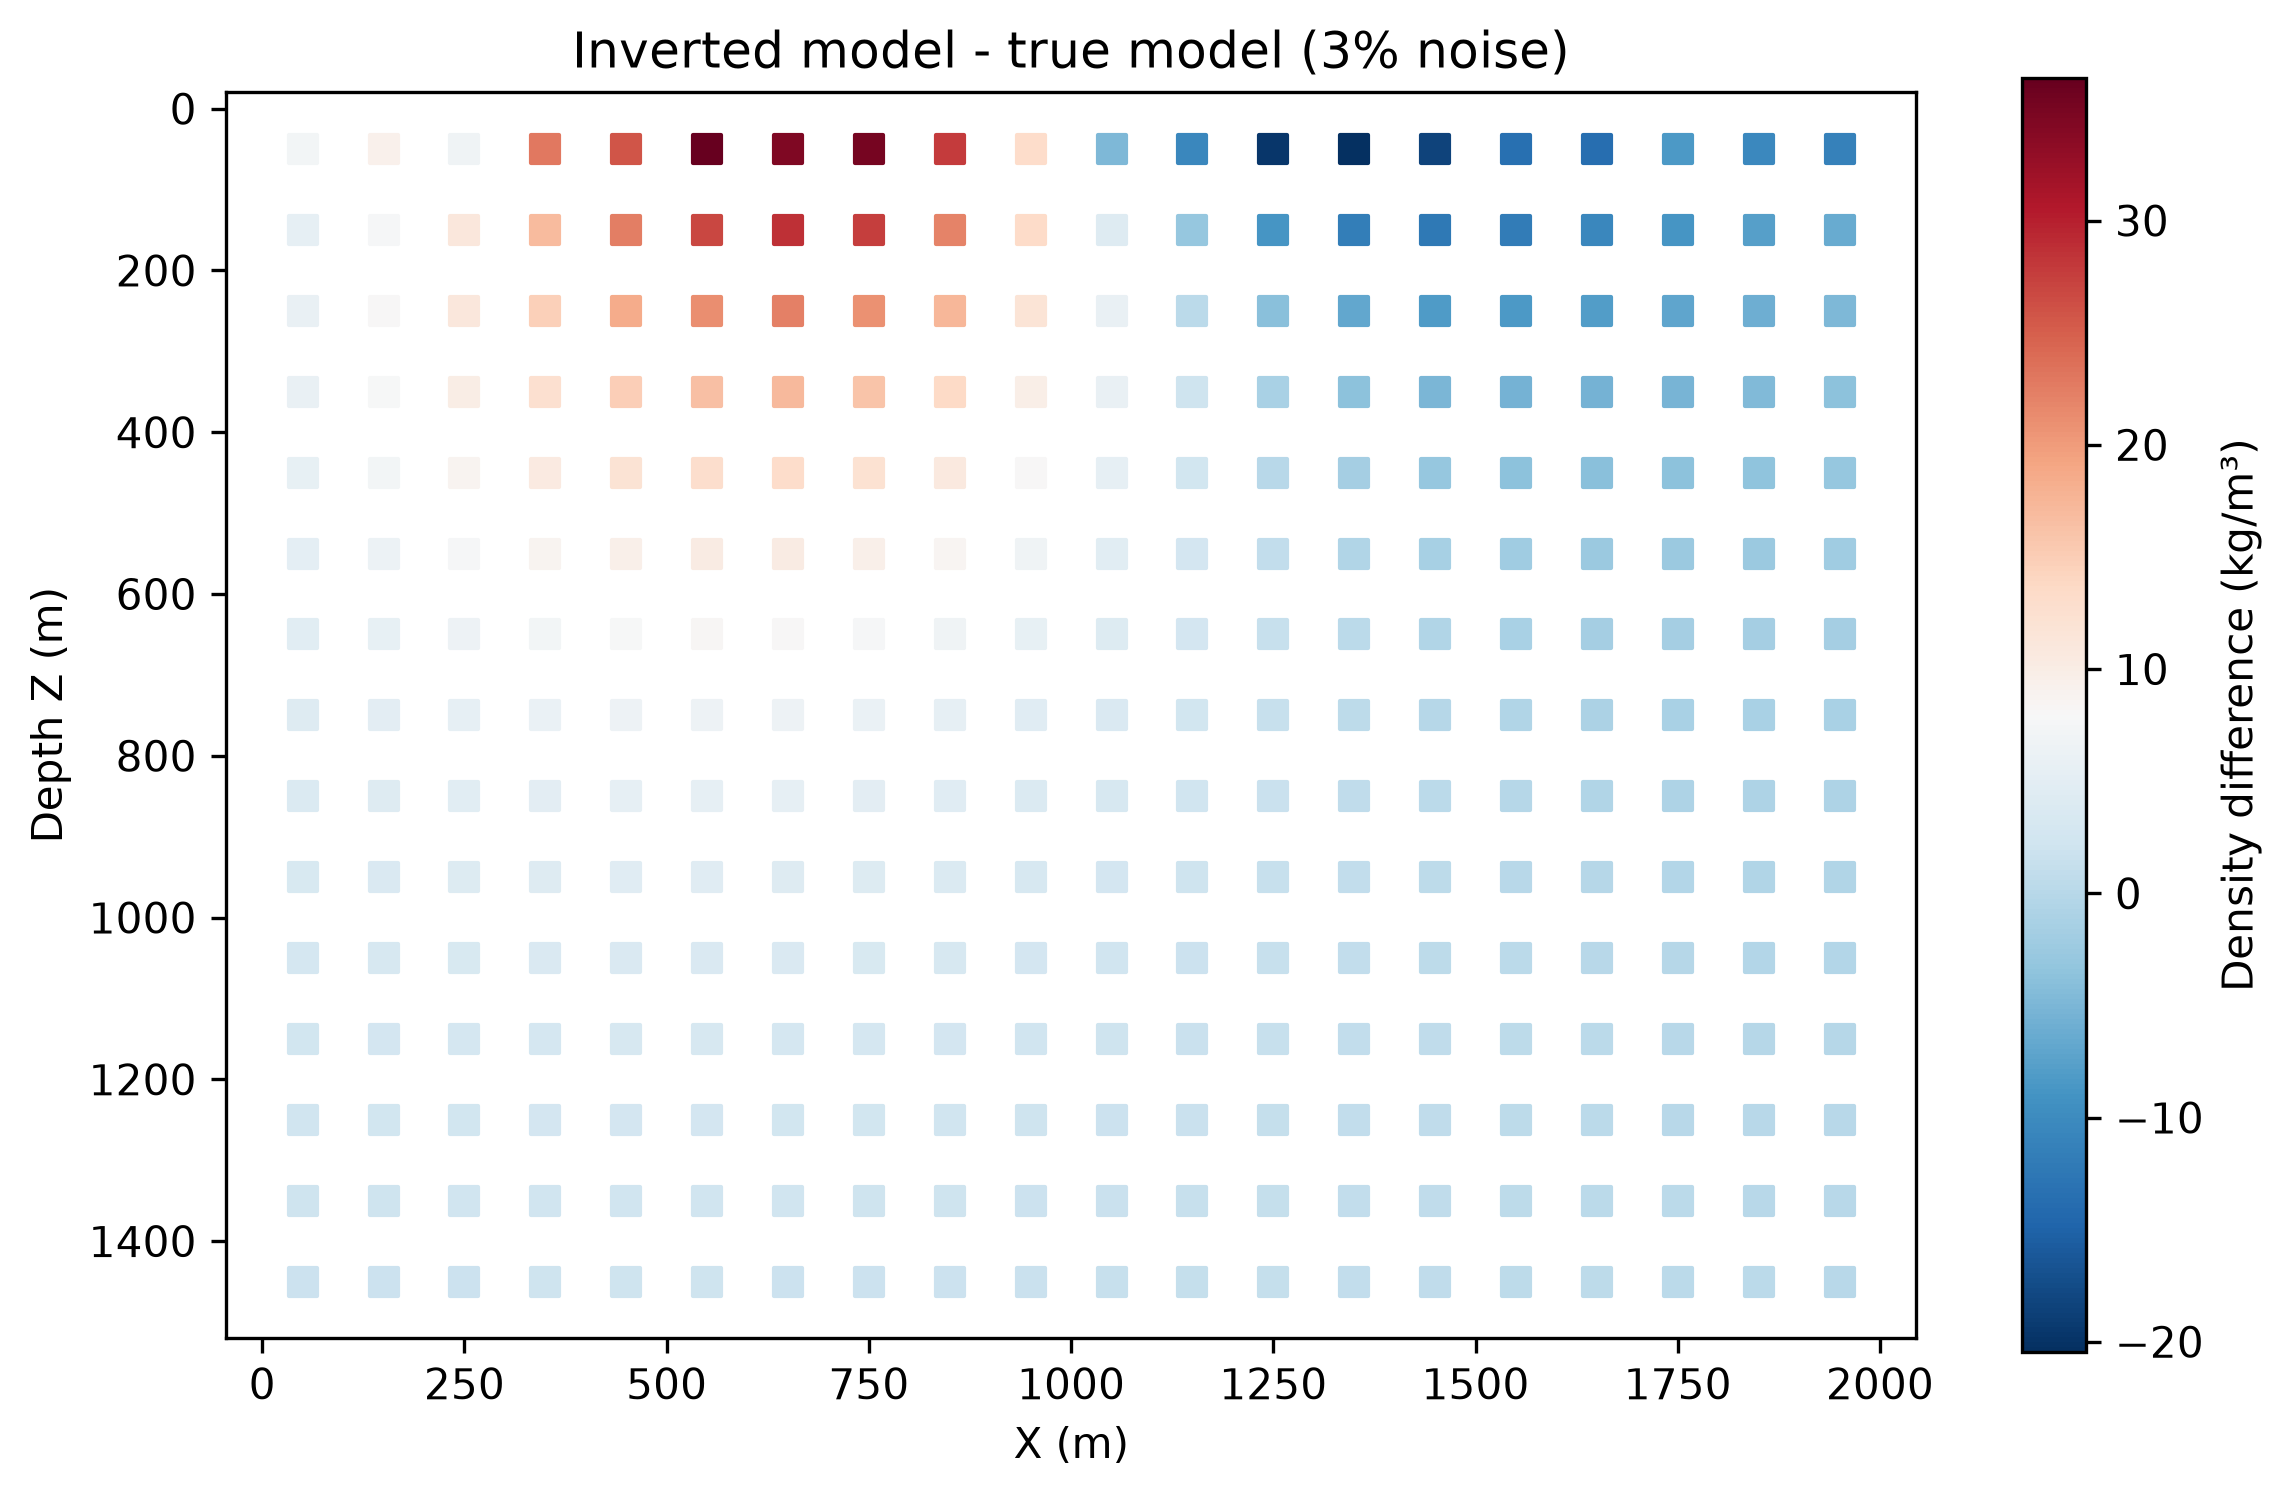 Inverted model - true model (3% noise)
0
200
400
600
800
1000
1200
1400
Depth Z (m)
0 250 500 750 1000 1250 1500 1750 2000
X (m)
30
20
10
0
−10
−20
Density difference (kg/m³)